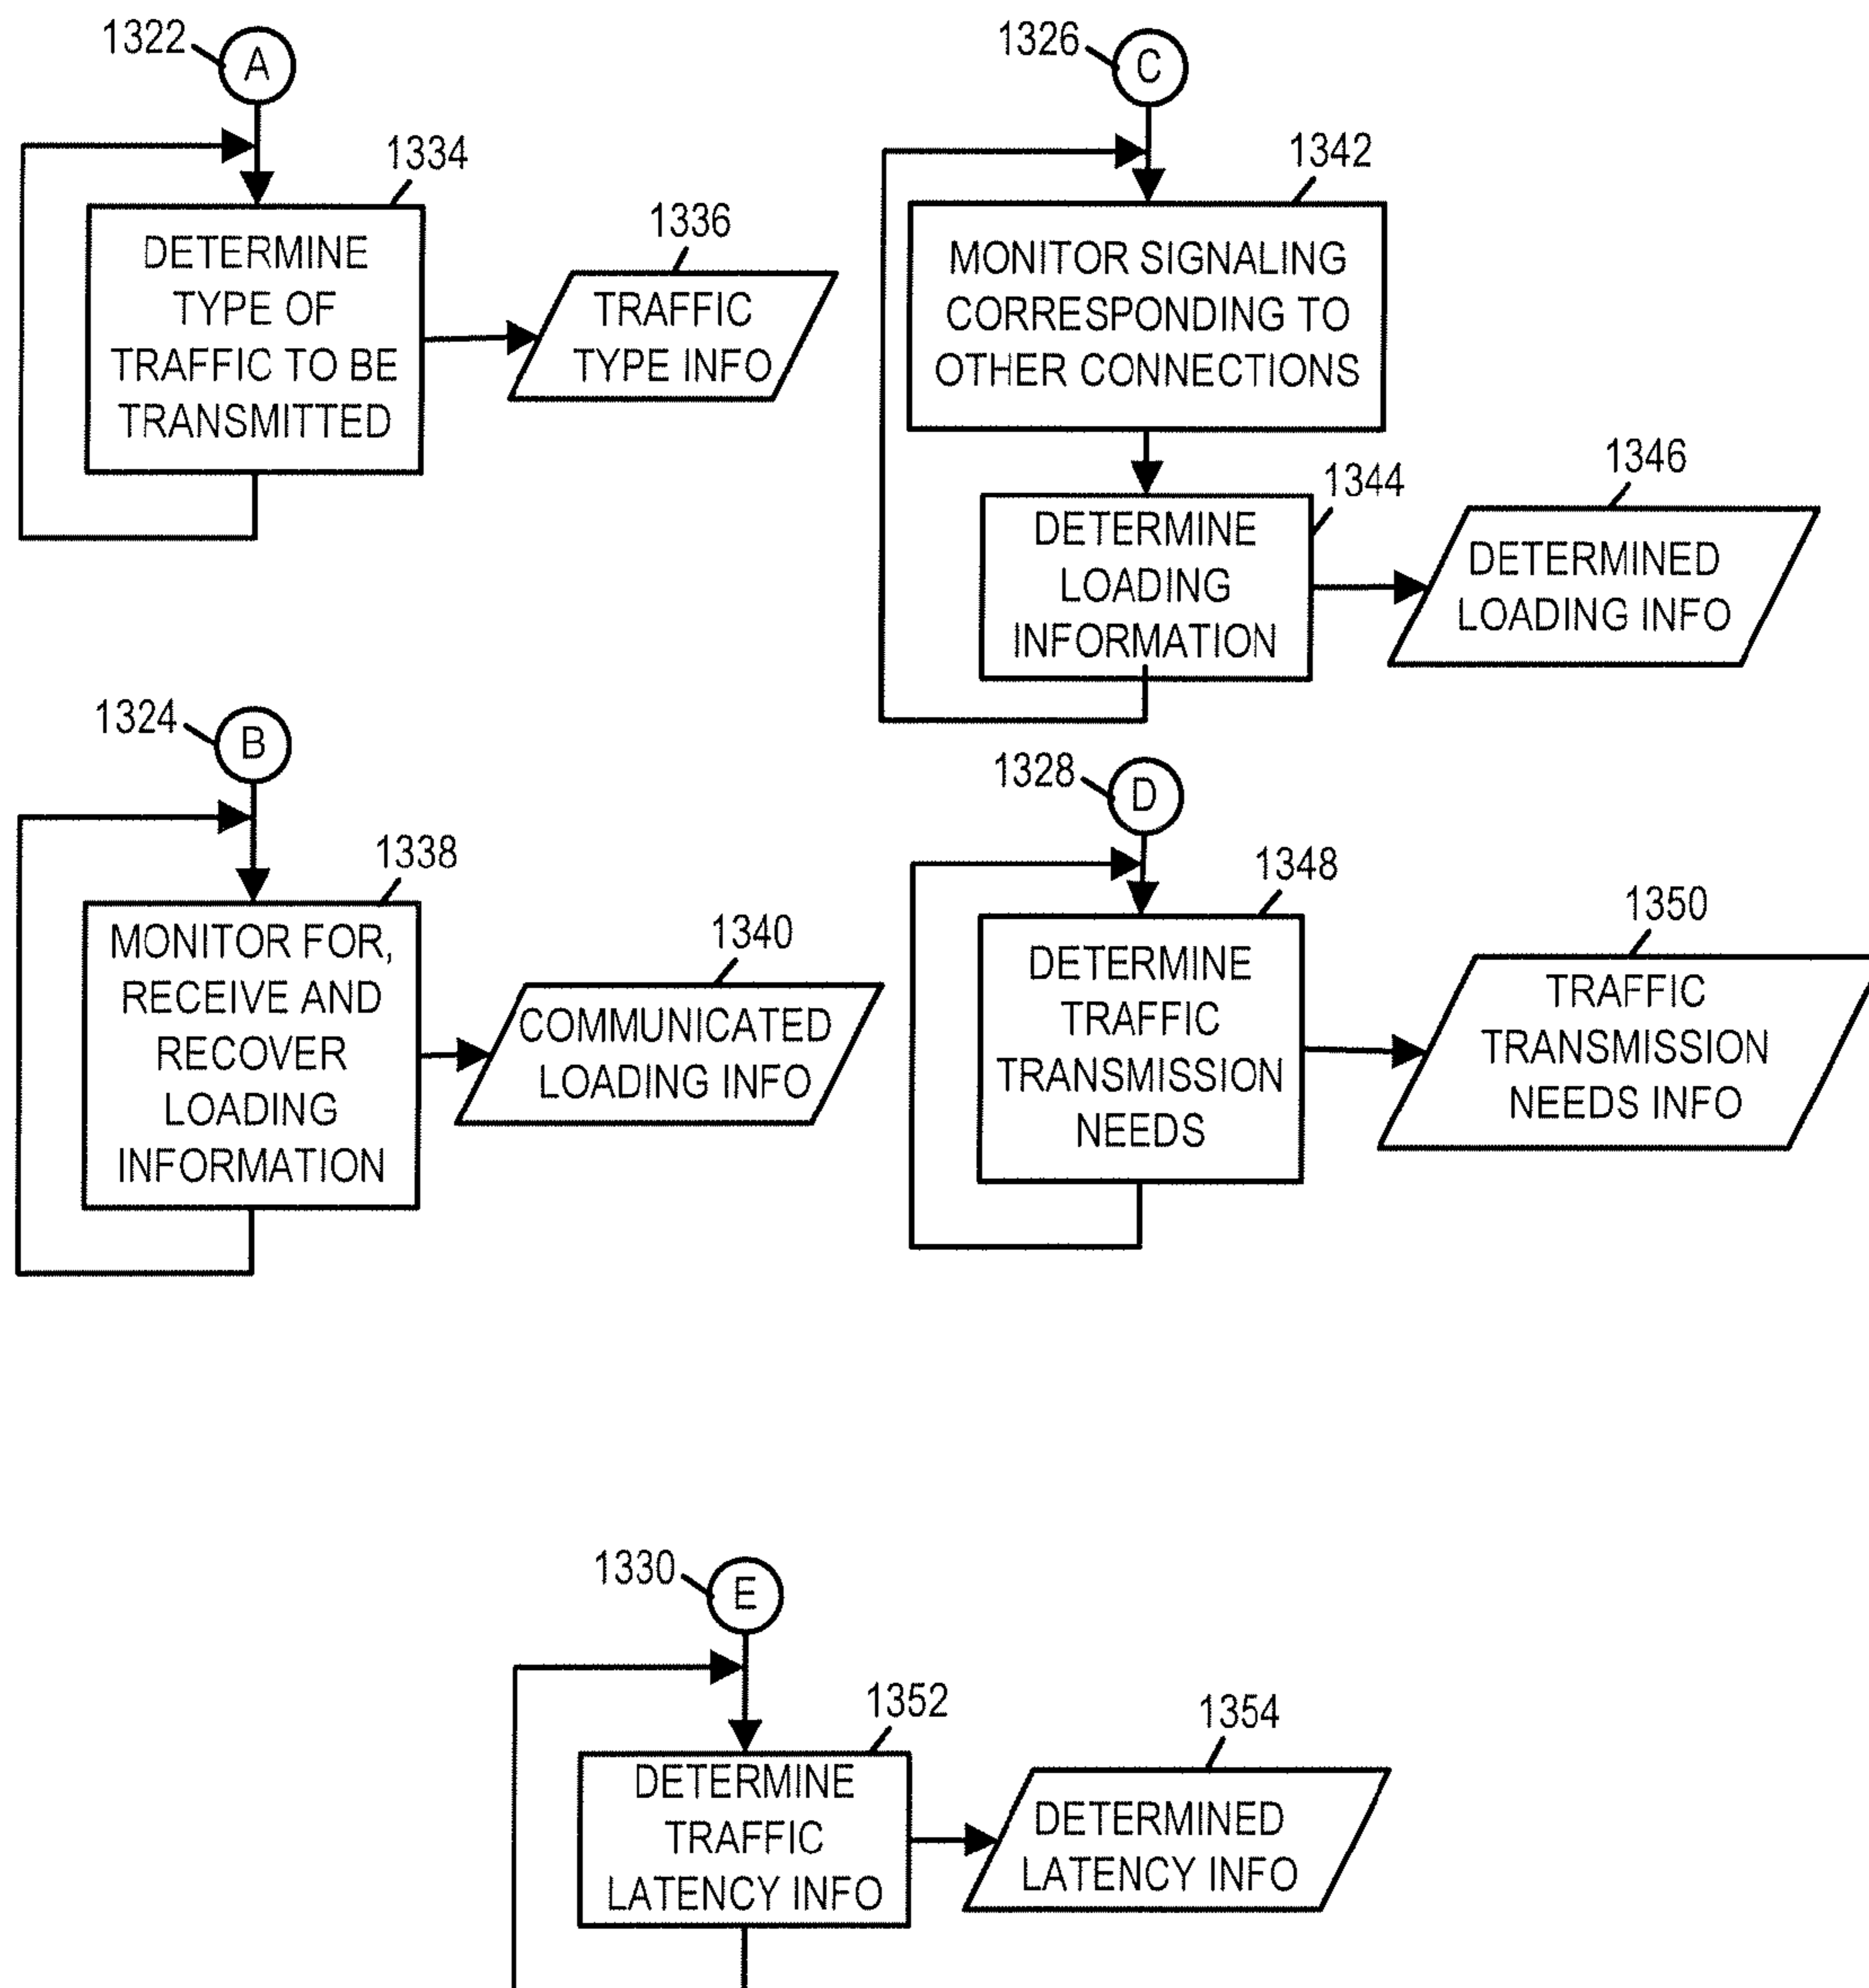 1322
A
1334
DETERMINE
TYPE OF
TRAFFIC TO BE
TRANSMITTED
1336
TRAFFIC
TYPE INFO
1326
C
1342
MONITOR SIGNALING
CORRESPONDING TO
OTHER CONNECTIONS
1344
DETERMINE
LOADING
INFORMATION
1346
DETERMINED
LOADING INFO
1324
B
1338
MONITOR FOR,
RECEIVE AND
RECOVER
LOADING
INFORMATION
1340
COMMUNICATED
LOADING INFO
1328
D
1348
DETERMINE
TRAFFIC
TRANSMISSION
NEEDS
1350
TRAFFIC
TRANSMISSION
NEEDS INFO
1330
E
1352
DETERMINE
TRAFFIC
LATENCY INFO
1354
DETERMINED
LATENCY INFO